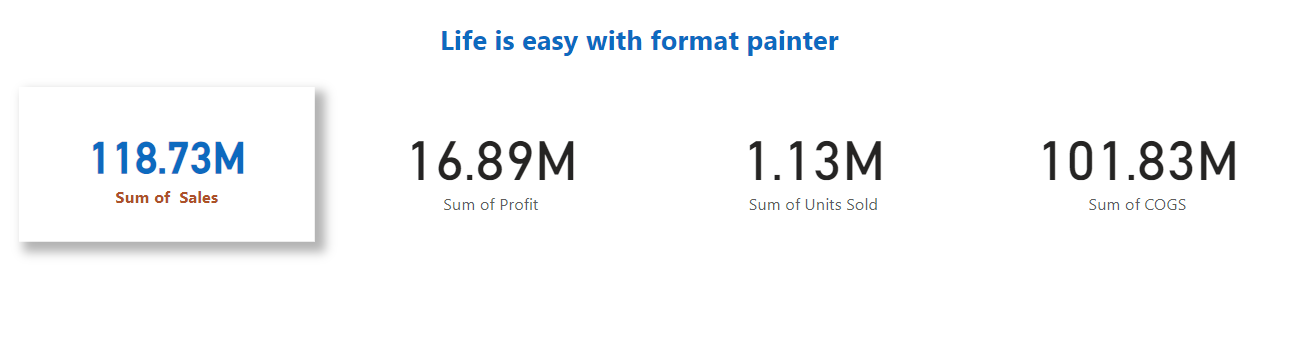 Life is easy with format painter
118.73M
Sum of  Sales
16.89M
Sum of Profit
1.13M
Sum of Units Sold
101.83M
Sum of COGS